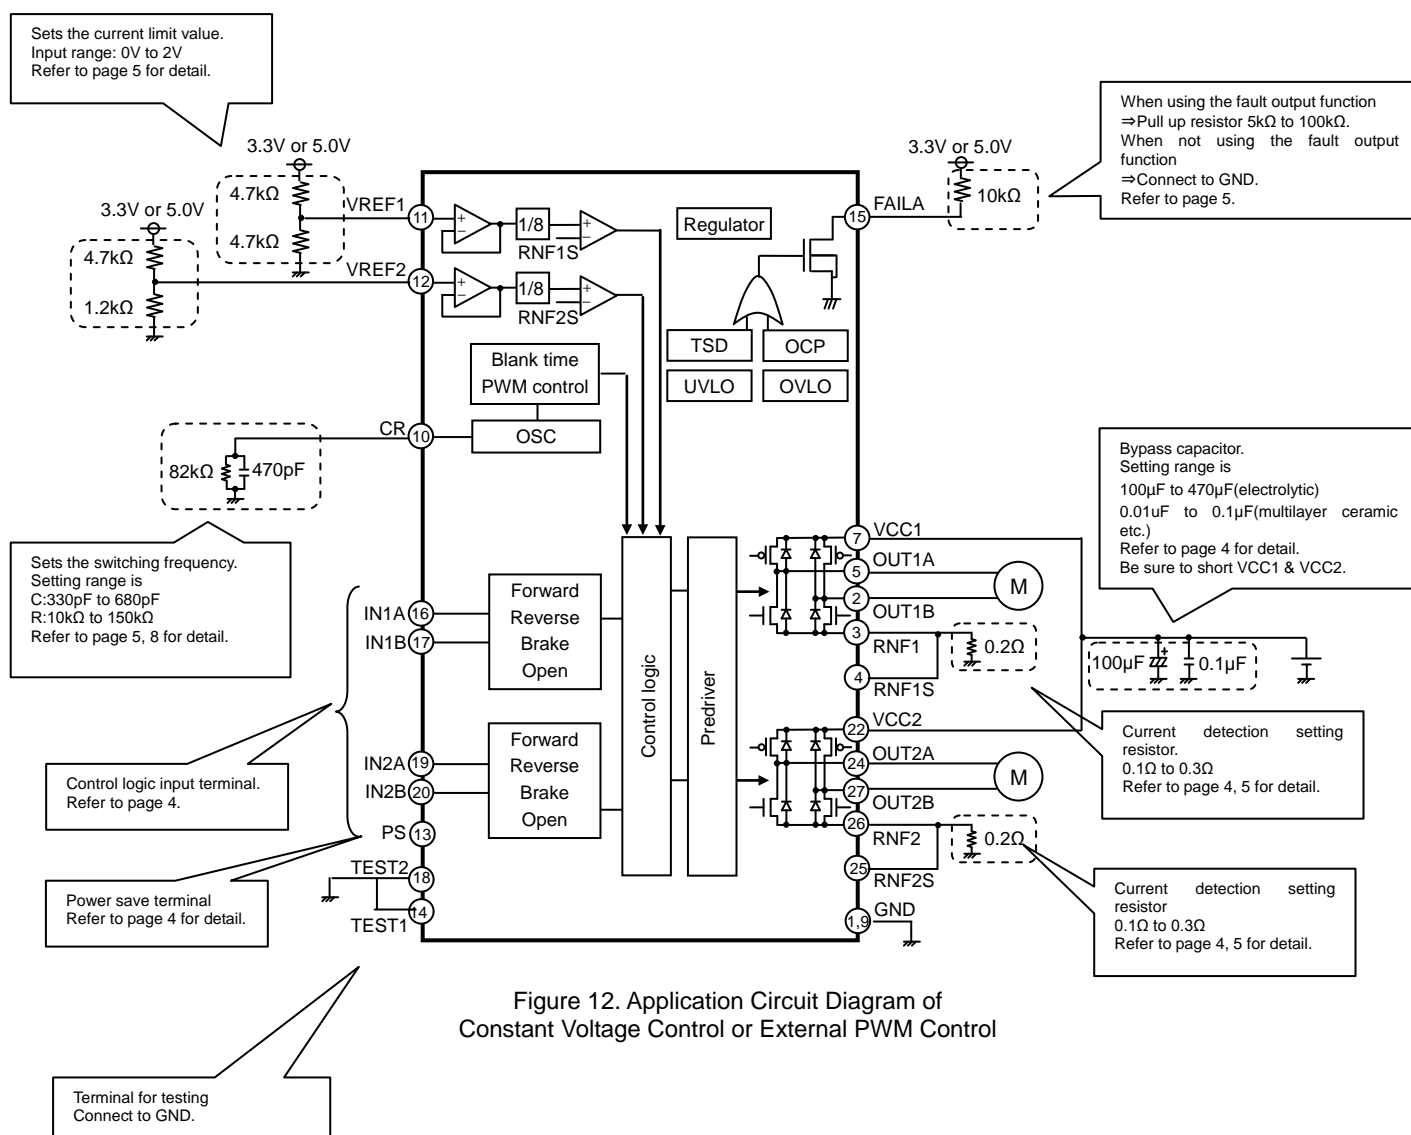 Sets the current limit value.
Input range: 0V to 2V
Refer to page 5 for detail.
When using the fault output function
⇒Pull up resistor 5kΩ to 100kΩ.
When not using the fault output
function
⇒Connect to GND.
Refer to page 5.
3.3V or 5.0V
4.7kΩ
4.7kΩ
VREF1
11
3.3V or 5.0V
4.7kΩ
1.2kΩ
VREF2
12
+
−
1/8
+
−
RNF1S
+
−
1/8
+
−
RNF2S
Regulator
15
FAILA
3.3V or 5.0V
10kΩ
TSD
OCP
UVLO
OVLO
Blank time
PWM control
OSC
CR
10
82kΩ
470pF
Sets the switching frequency.
Setting range is
C:330pF to 680pF
R:10kΩ to 150kΩ
Refer to page 5, 8 for detail.
Bypass capacitor.
Setting range is
100µF to 470µF(electrolytic)
0.01uF to 0.1µF(multilayer ceramic
etc.)
Refer to page 4 for detail.
Be sure to short VCC1 & VCC2.
IN1A
16
IN1B
17
Forward
Reverse
Brake
Open
IN2A
19
IN2B
20
Forward
Reverse
Brake
Open
Control logic
Predriver
7
VCC1
5
OUT1A
M
2
OUT1B
3
RNF1
0.2Ω
4
RNF1S
100µF
+
0.1µF
22
VCC2
24
OUT2A
M
27
OUT2B
26
RNF2
0.2Ω
25
RNF2S
1,9
GND
Control logic input terminal.
Refer to page 4.
PS
13
TEST2
18
14
TEST1
Power save terminal
Refer to page 4 for detail.
Current detection setting
resistor.
0.1Ω to 0.3Ω
Refer to page 4, 5 for detail.
Current detection setting
resistor
0.1Ω to 0.3Ω
Refer to page 4, 5 for detail.
Figure 12. Application Circuit Diagram of
Constant Voltage Control or External PWM Control
Terminal for testing
Connect to GND.